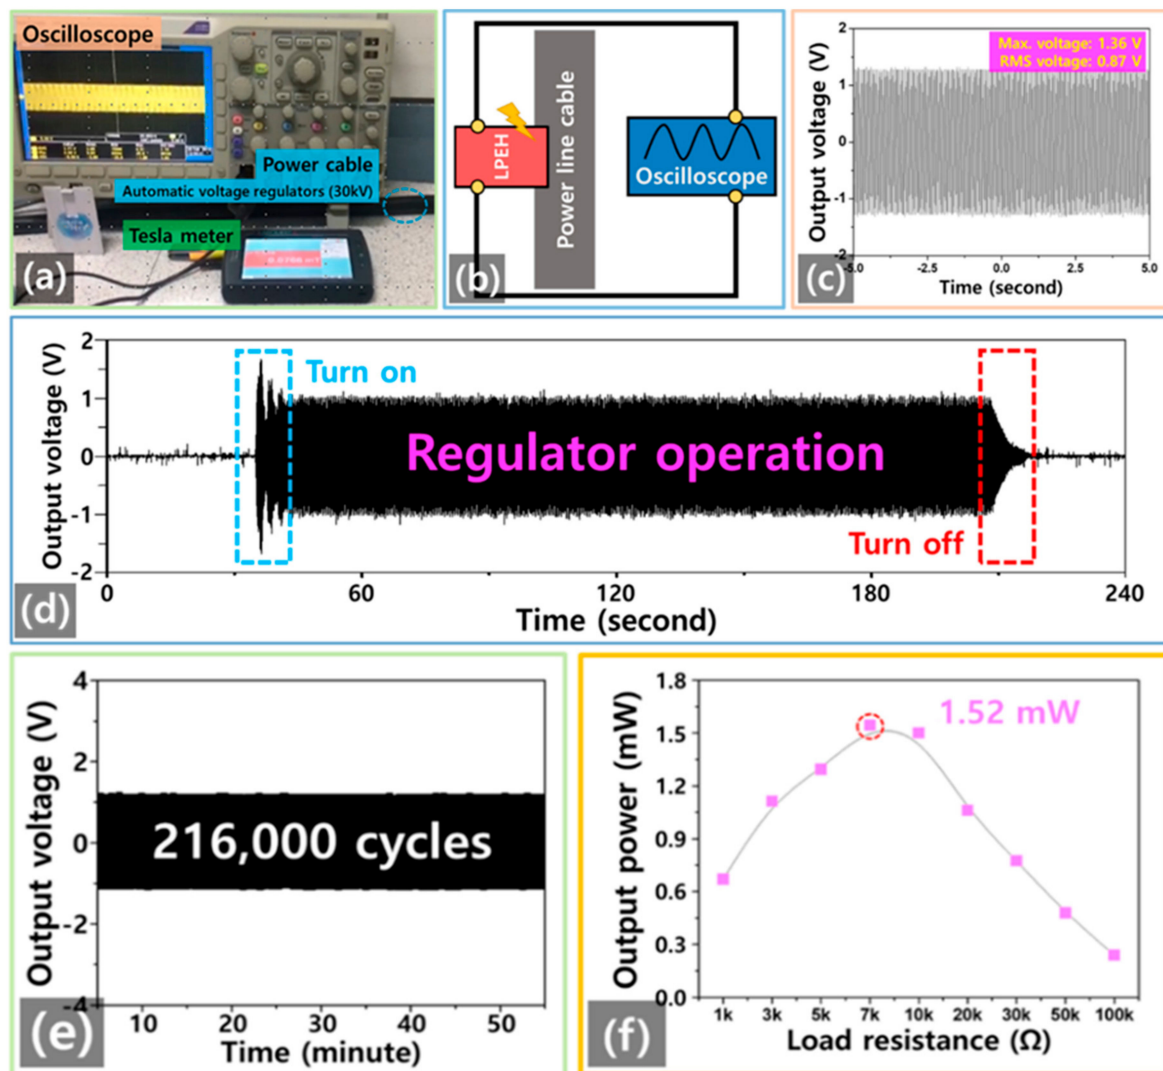 Oscilloscope
Power cable
Automatic voltage regulators (30kV)
Tesla meter
(a)
LPEH
Power line cable
Oscilloscope
(b)
Output voltage (V)
2
1
0
-1
-2
Max. voltage: 1.36 V
RMS voltage: 0.87 V
-5.0
-2.5
0.0
2.5
5.0
Time (second)
(c)
Output voltage (V)
2
1
0
-1
-2
Turn on
Regulator operation
Turn off
0
60
120
180
240
Time (second)
(d)
Output voltage (V)
4
2
0
-2
-4
216,000 cycles
10
20
30
40
50
Time (minute)
(e)
Output power (mW)
1.8
1.5
1.2
0.9
0.6
0.3
0.0
1.52 mW
1k
3k
5k
7k
10k
20k
30k
50k
100k
Load resistance (Ω)
(f)